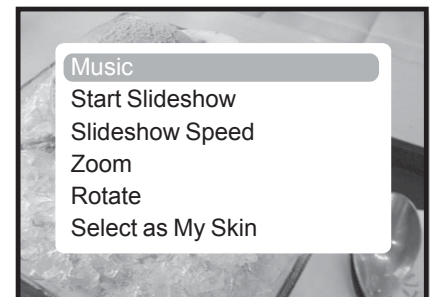 Music
Start Slideshow
Slideshow Speed
Zoom
Rotate
Select as My Skin